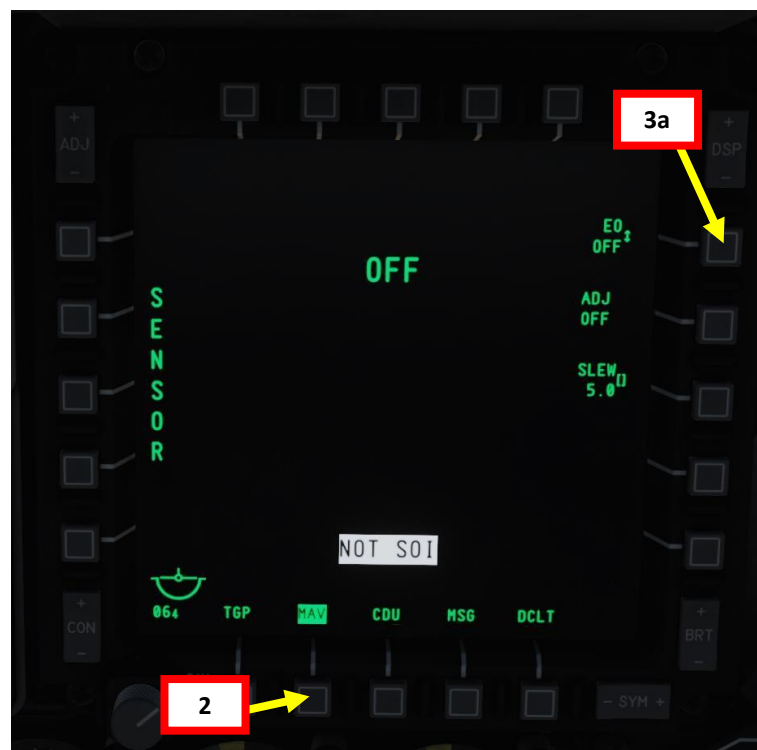 3a
+
ADJ
-
+
DSP
-
EO
OFF
OFF
ADJ
OFF
SLEW
5.0
SENSOR
NOT SOI
064
TGP
MAV
CDU
MSG
DCLT
+
CON
-
+
BRT
-
2
- SYM +